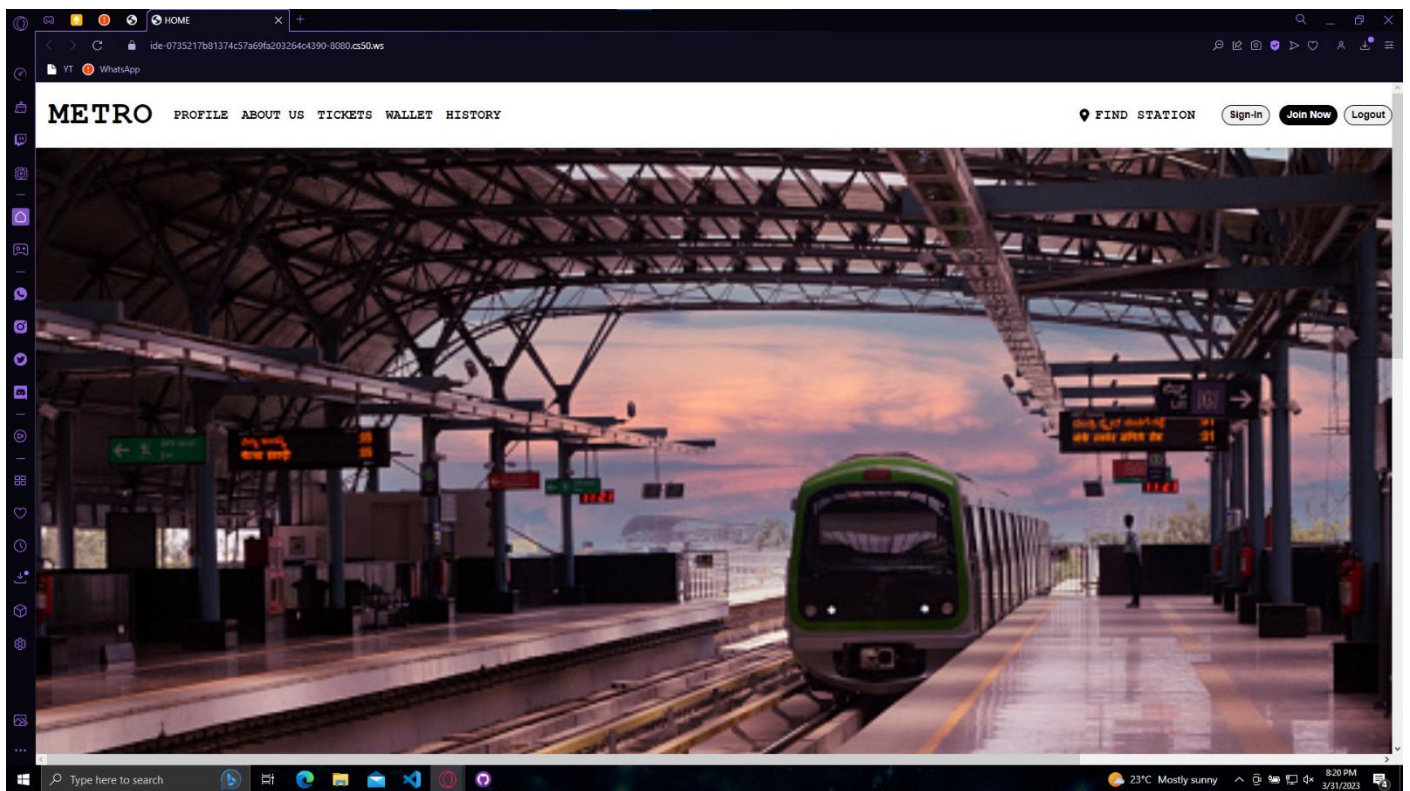 HOME
ide-0735217b81374c57a69fa203264c4390-8080.cs50.ws
YT WhatsApp
METRO PROFILE ABOUT US TICKETS WALLET HISTORY FIND STATION Sign-In Join Now Logout
Type here to search 23°C Mostly sunny 8:20 PM
3/31/2023
4